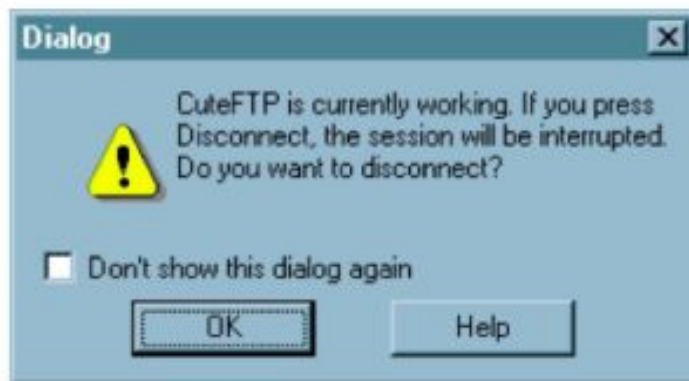 Dialog
CuteFTP is currently working. If you press
Disconnect, the session will be interrupted.
Do you want to disconnect?
Don't show this dialog again
OK
Help